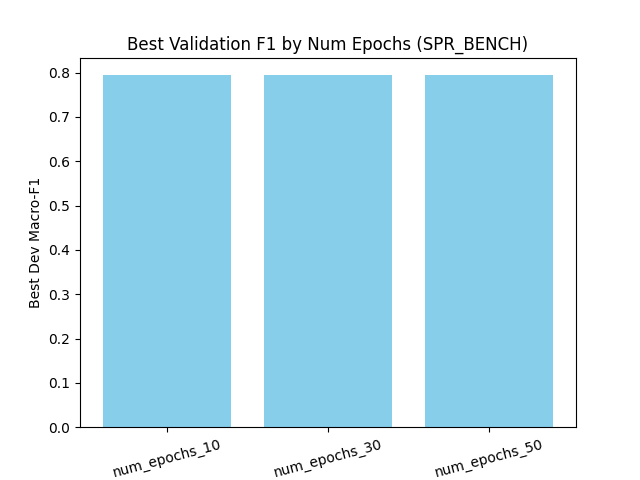 Best Validation F1 by Num Epochs (SPR_BENCH)
Best Dev Macro-F1
0.8
0.7
0.6
0.5
0.4
0.3
0.2
0.1
0.0
num_epochs_10
num_epochs_30
num_epochs_50